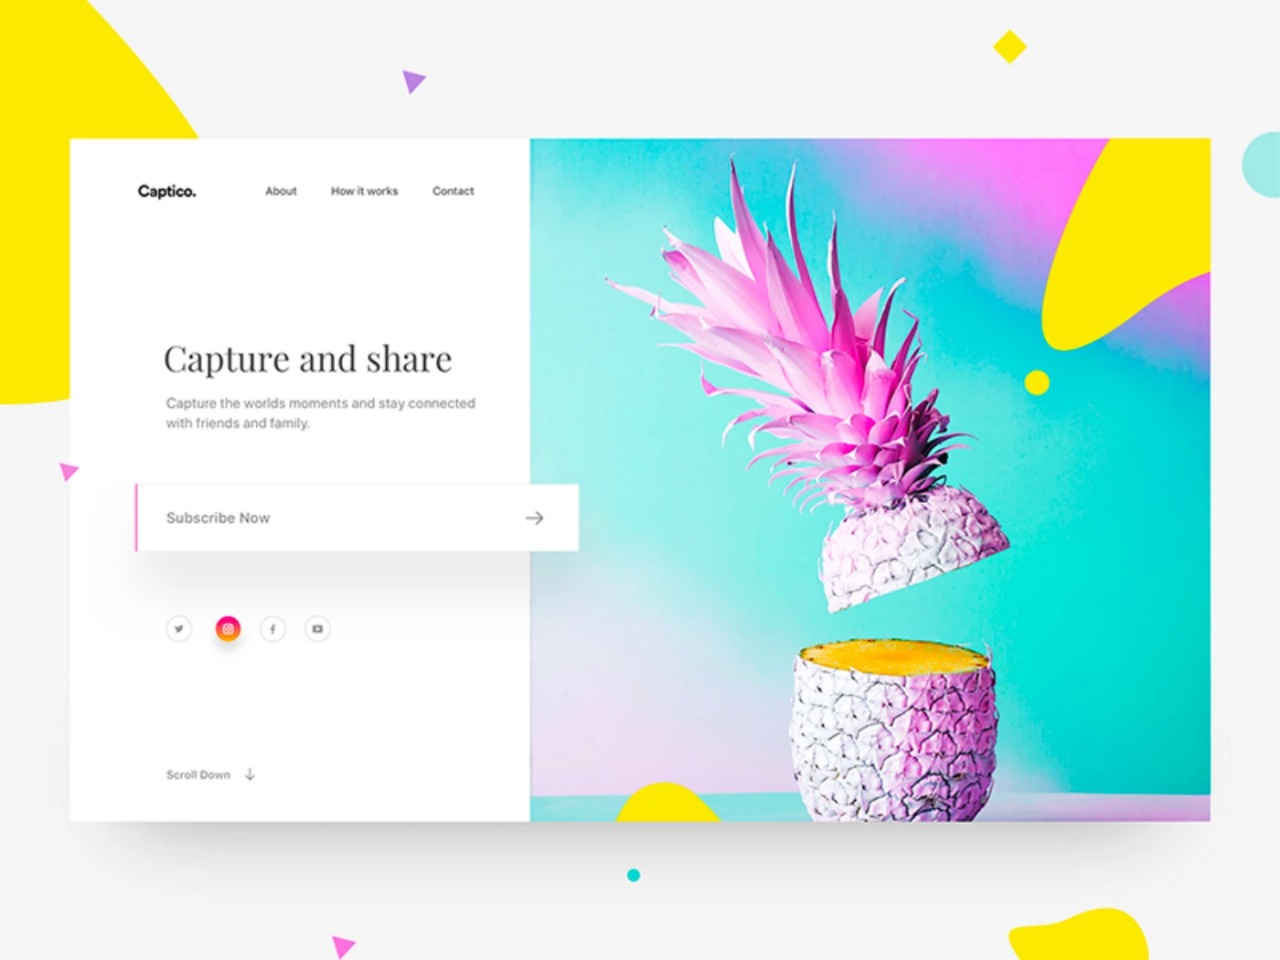 Captico.
About
How it works
Contact
Capture and share
Capture the worlds moments and stay connected
with friends and family.
Subscribe Now
Scroll Down